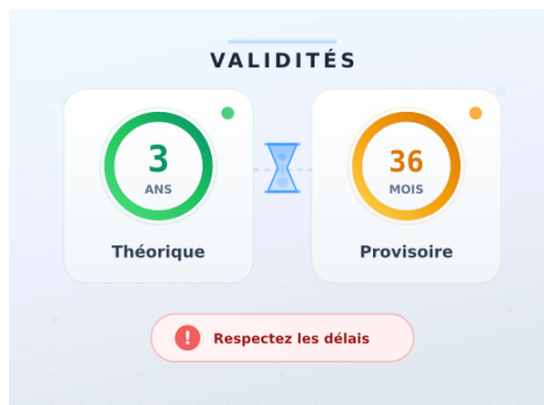 VALIDITÉS
3
ANS
Théorique
36
MOIS
Provisoire
! Respectez les délais